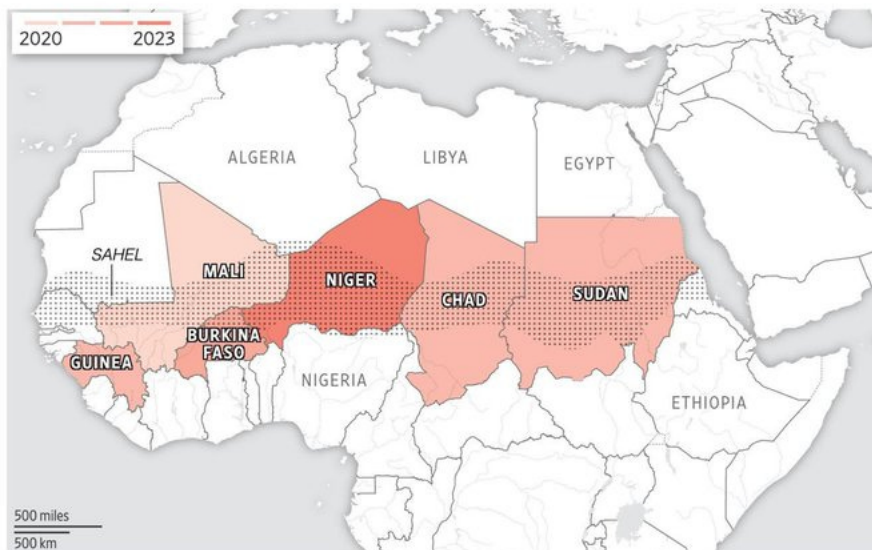 2020 2023
ALGERIA
LIBYA
EGYPT
SAHEL
MALI
NIGER
CHAD
SUDAN
BURKINA
FASO
GUINEA
NIGERIA
ETHIOPIA
500 miles
500 km